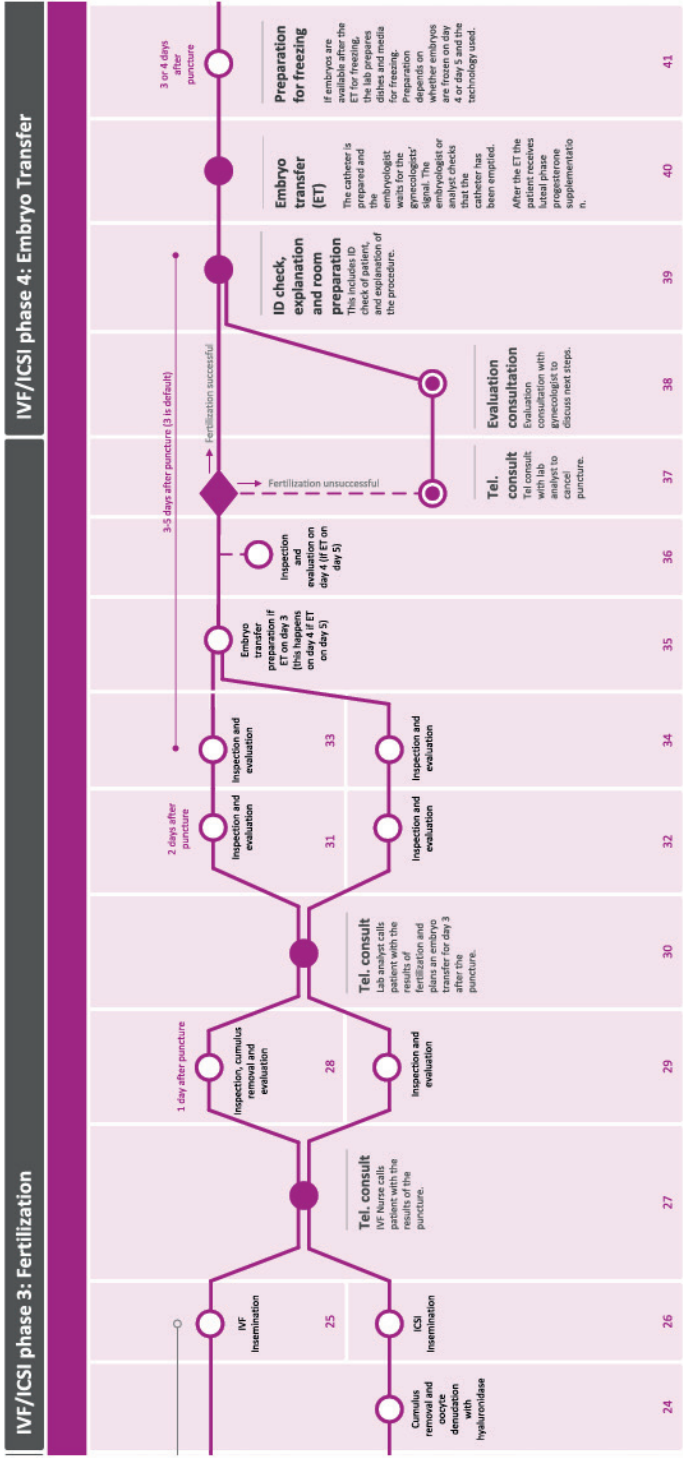 IVF/ICSI phase 3: Fertilization
IVF/ICSI phase 4: Embryo Transfer
Cumulus
removal and
oocyte
denudation
with
hyaluronidase
24
IVF
Insemination
25
ICSI
Insemination
26
Tel. consult
IVF Nurse calls
patient with the
results of the
puncture.
27
1 day after puncture
Inspection, cumulus
removal and
evaluation
28
Inspection and
evaluation
29
Tel. consult
Lab analyst calls
patient with the
results of
fertilization and
plans an embryo
transfer for day 3
after the
puncture.
30
2 days after
puncture
Inspection and
evaluation
31
Inspection and
evaluation
32
Inspection and
evaluation
33
Inspection and
evaluation
34
3-5 days after puncture (3 is default)
Embryo
transfer
preparation if
ET on day 3
(this happens
on day 4 if ET
on day 5)
35
Inspection
and
evaluation on
day 4 (if ET on
day 5)
36
Fertilization successful
Fertilization unsuccessful
Tel.
consult
Tel consult
with lab
analyst to
cancel
puncture.
37
Evaluation
consultation
Evaluation
consultation with
gynecologist to
discuss next steps.
38
ID check,
explanation
and room
preparation
This includes ID
check of patient,
and explanation of
the procedure.
39
Embryo
transfer
(ET)
The catheter is
prepared and
the
embryologist
waits for the
gynecologists'
signal. The
embryologist or
analyst checks
that the
catheter has
been emptied.
After the ET the
patient receives
luteal phase
progesterone
supplementatio
n.
40
3 or 4 days
after
puncture
Preparation
for freezing
If embryos are
available after the
ET for freezing,
the lab prepares
dishes and media
for freezing.
Preparation
depends on
whether embryos
are frozen on day
4 or day 5 and the
technology used.
41